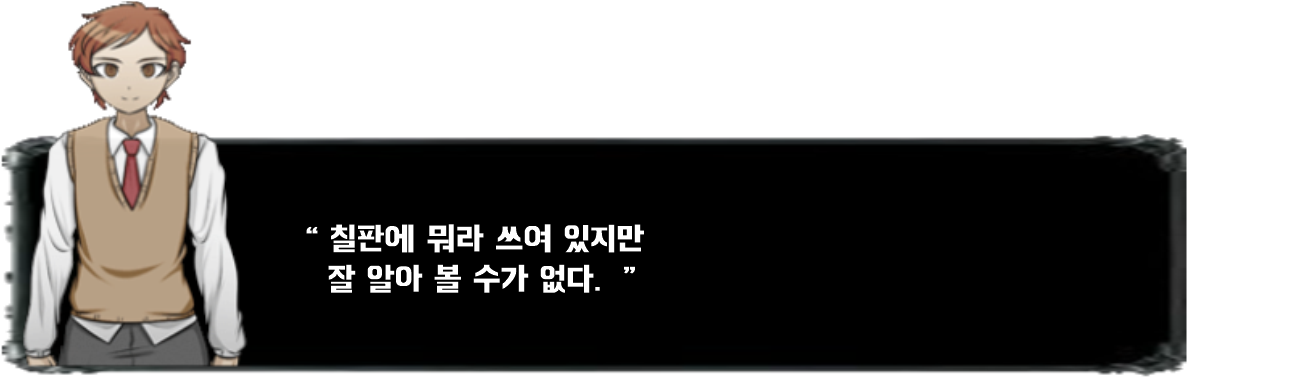 “ 칠판에 뭐라 쓰여 있지만
잘 알아 볼 수가 없다. ”